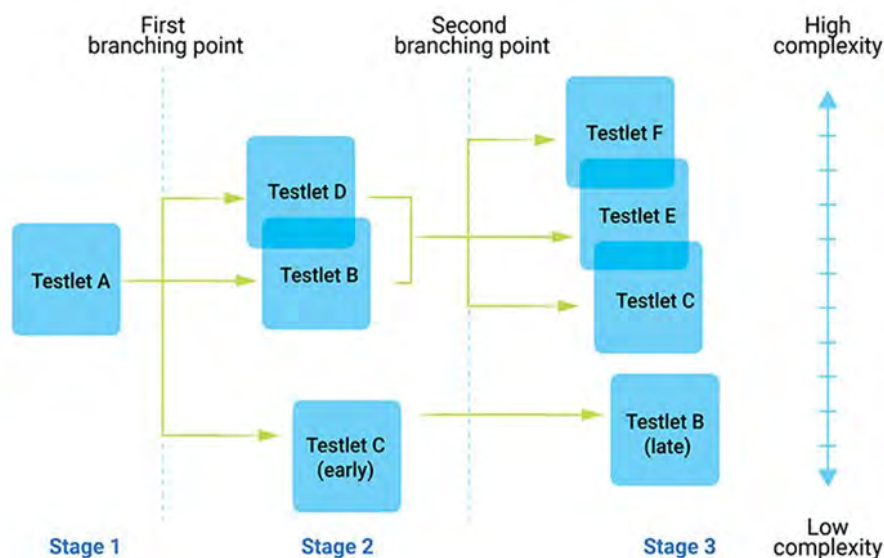 First
branching point
Second
branching point
High
complexity
Testlet F
Testlet D
Testlet E
Testlet A
Testlet B
Testlet C
Testlet C
(early)
Testlet B
(late)
Stage 1
Stage 2
Stage 3
Low
complexity